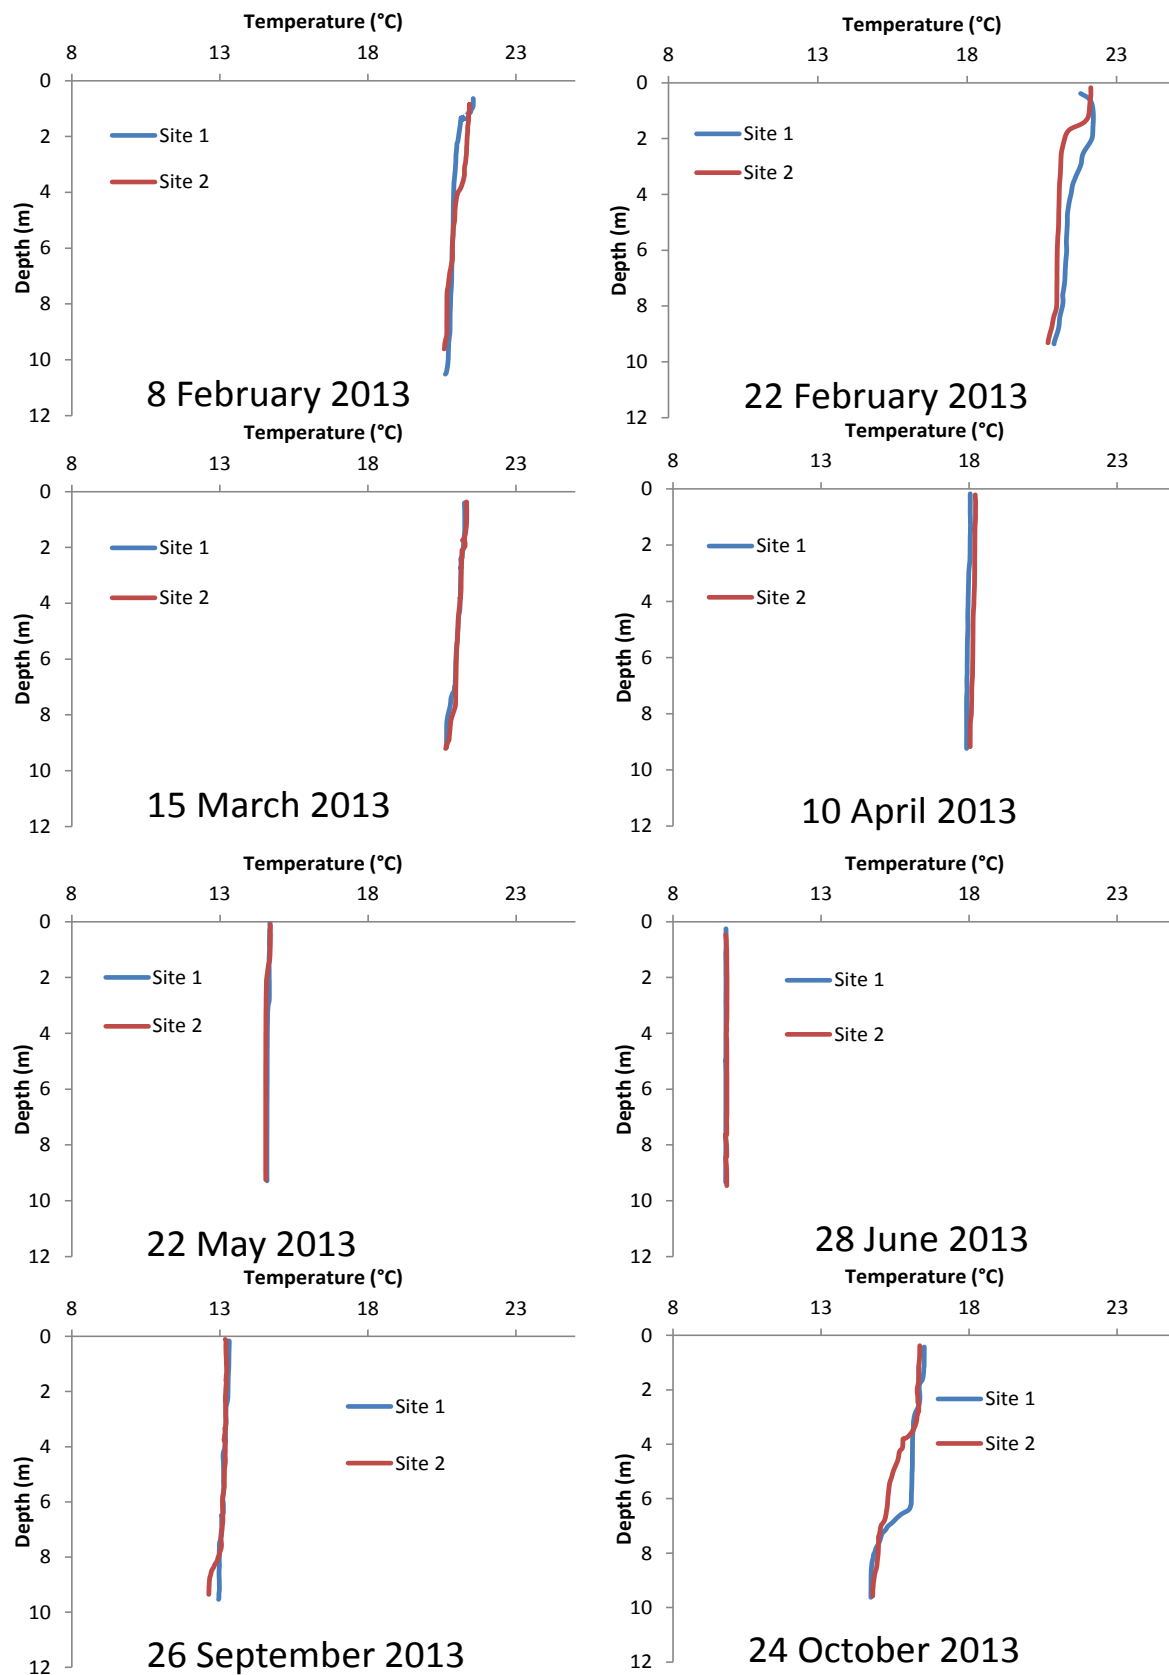 Temperature (°C)
8 13 18 23
0
2
4
6
8
10
12
Depth (m)
Site 1
Site 2
8 February 2013
Temperature (°C)
8 13 18 23
0
2
4
6
8
10
12
Depth (m)
Site 1
Site 2
22 February 2013
Temperature (°C)
8 13 18 23
0
2
4
6
8
10
12
Depth (m)
Site 1
Site 2
15 March 2013
Temperature (°C)
8 13 18 23
0
2
4
6
8
10
12
Depth (m)
Site 1
Site 2
10 April 2013
Temperature (°C)
8 13 18 23
0
2
4
6
8
10
12
Depth (m)
Site 1
Site 2
22 May 2013
Temperature (°C)
8 13 18 23
0
2
4
6
8
10
12
Depth (m)
Site 1
Site 2
28 June 2013
Temperature (°C)
8 13 18 23
0
2
4
6
8
10
12
Depth (m)
Site 1
Site 2
26 September 2013
Temperature (°C)
8 13 18 23
0
2
4
6
8
10
12
Depth (m)
Site 1
Site 2
24 October 2013